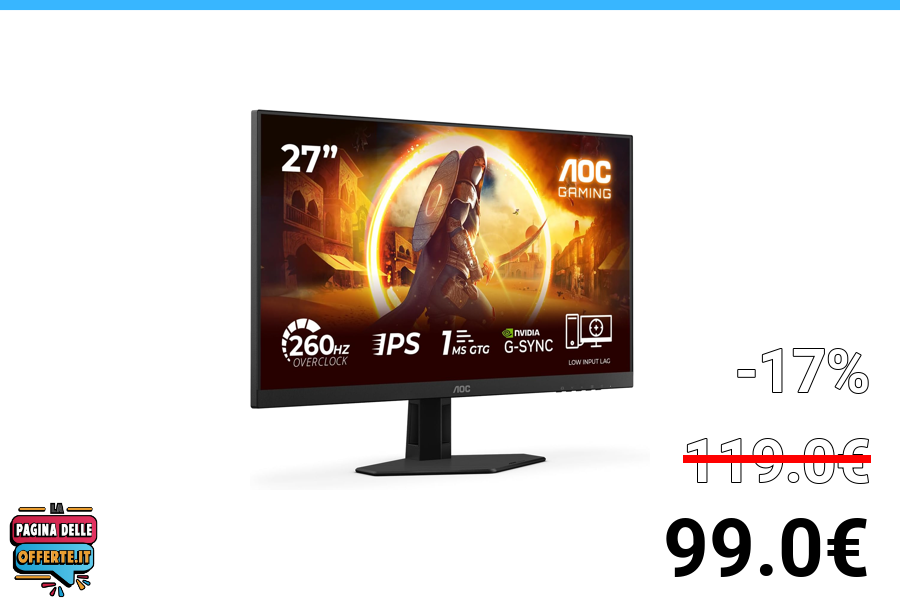 27”
AOC
GAMING
260HZ
OVERCLOCK
IPS
1MS GTG
NVIDIA
G-SYNC
LOW INPUT LAG
AOC
-17%
119.0€
99.0€
LA
PAGINA DELLE
OFFERTE.IT